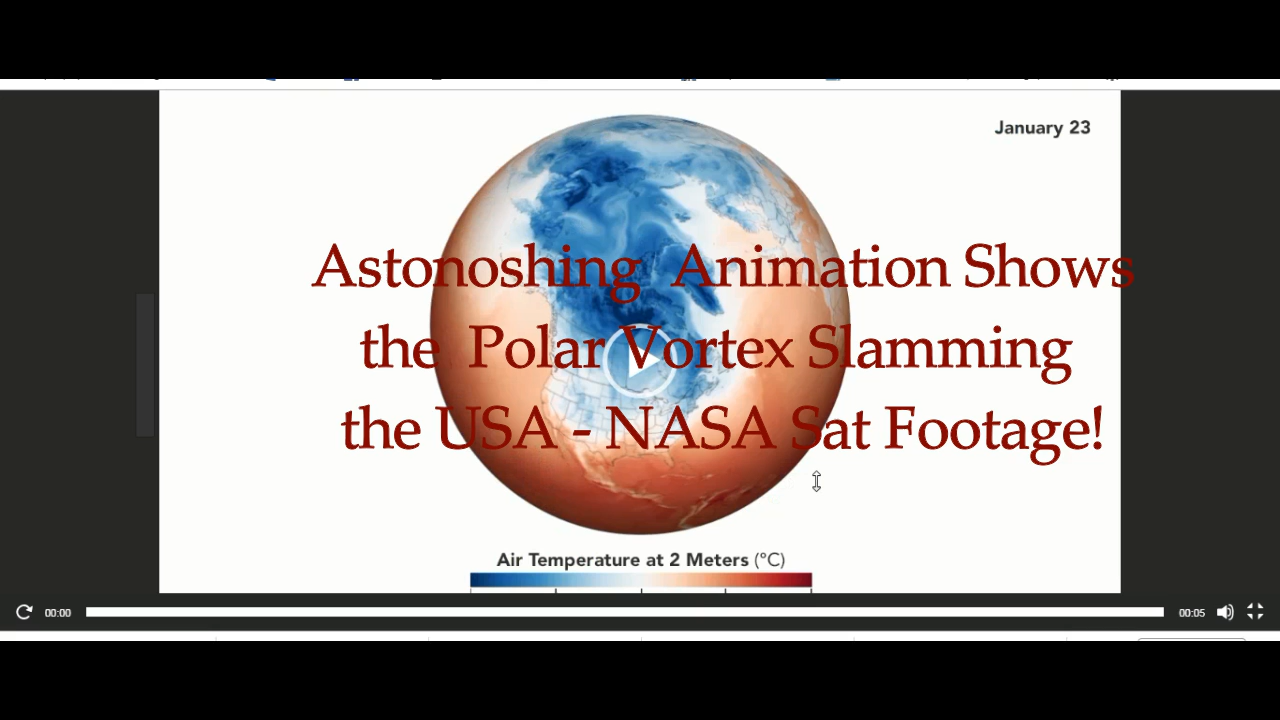 January 23
Astonoshing Animation Shows
the Polar Vortex Slamming
the USA - NASA Sat Footage!
Air Temperature at 2 Meters (°C)
00:00
00:05